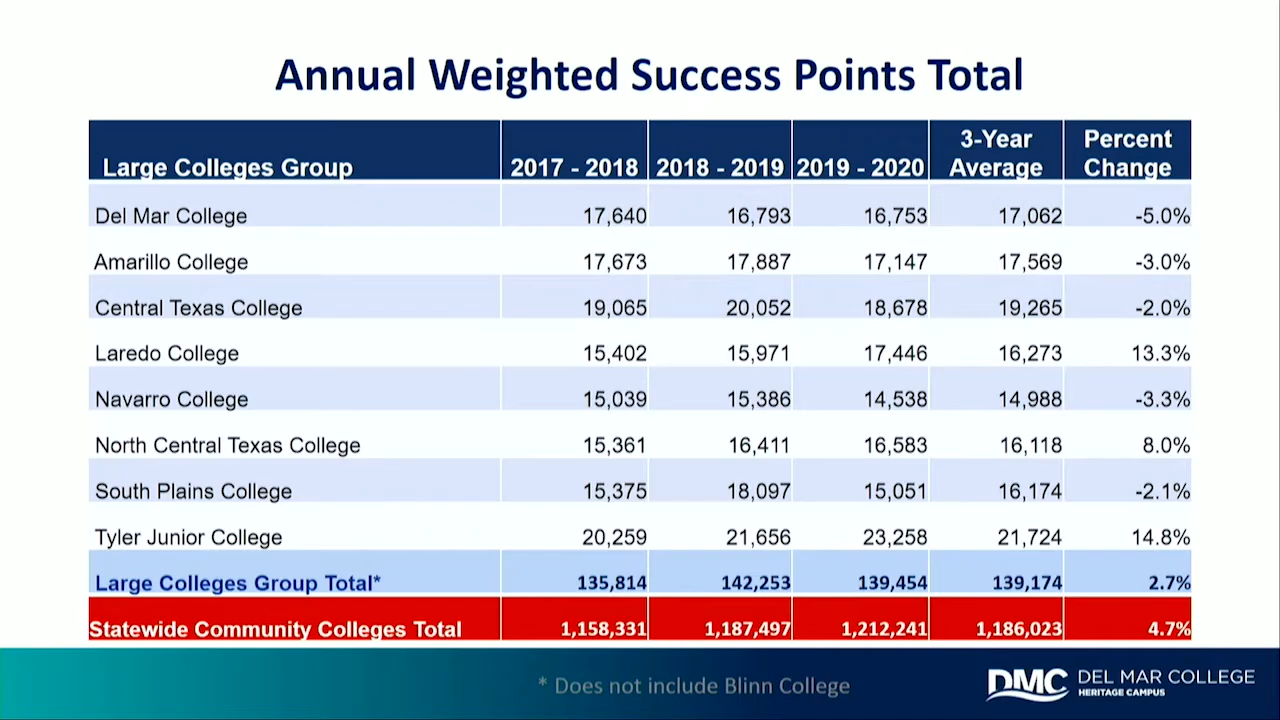 Annual Weighted Success Points Total
Large Colleges Group 2017 - 2018 2018 - 2019 2019 - 2020 3-Year Average Percent Change
Del Mar College 17,640 16,793 16,753 17,062 -5.0%
Amarillo College 17,673 17,887 17,147 17,569 -3.0%
Central Texas College 19,065 20,052 18,678 19,265 -2.0%
Laredo College 15,402 15,971 17,446 16,273 13.3%
Navarro College 15,039 15,386 14,538 14,988 -3.3%
North Central Texas College 15,361 16,411 16,583 16,118 8.0%
South Plains College 15,375 18,097 15,051 16,174 -2.1%
Tyler Junior College 20,259 21,656 23,258 21,724 14.8%
Large Colleges Group Total* 135,814 142,253 139,454 139,174 2.7%
Statewide Community Colleges Total 1,158,331 1,187,497 1,212,241 1,186,023 4.7%
* Does not include Blinn College
DMC DEL MAR COLLEGE
HERITAGE CAMPUS